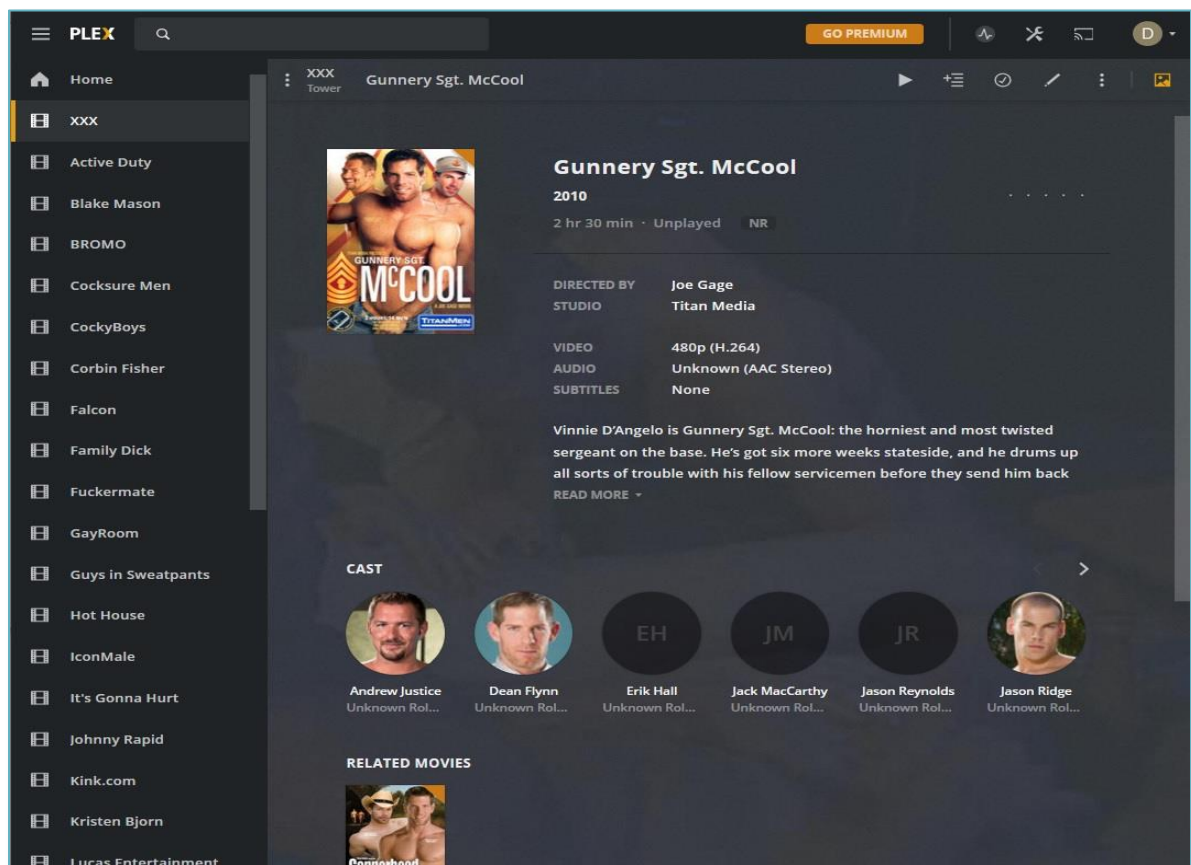 PLEX
GO PREMIUM
D
Home
XXX
Active Duty
Blake Mason
BROMO
Cocksure Men
CockyBoys
Corbin Fisher
Falcon
Family Dick
Fuckermate
GayRoom
Guys in Sweatpants
Hot House
IconMale
It's Gonna Hurt
Johnny Rapid
Kink.com
Kristen Bjorn
Lucas Entertainment
XXX
Tower
Gunnery Sgt. McCool
GUNNERY SGT.
McCOOL
A JOE GAGE MOVIE
TITANMEN
Gunnery Sgt. McCool
2010
2 hr 30 min · Unplayed NR
DIRECTED BY Joe Gage
STUDIO Titan Media
VIDEO 480p (H.264)
AUDIO Unknown (AAC Stereo)
SUBTITLES None
Vinnie D’Angelo is Gunnery Sgt. McCool: the horniest and most twisted
sergeant on the base. He’s got six more weeks stateside, and he drums up
all sorts of trouble with his fellow servicemen before they send him back
READ MORE
CAST
EH JM JR
Andrew Justice Dean Flynn Erik Hall Jack MacCarthy Jason Reynolds Jason Ridge
Unknown Rol... Unknown Rol... Unknown Rol... Unknown Rol... Unknown Rol... Unknown Rol...
RELATED MOVIES